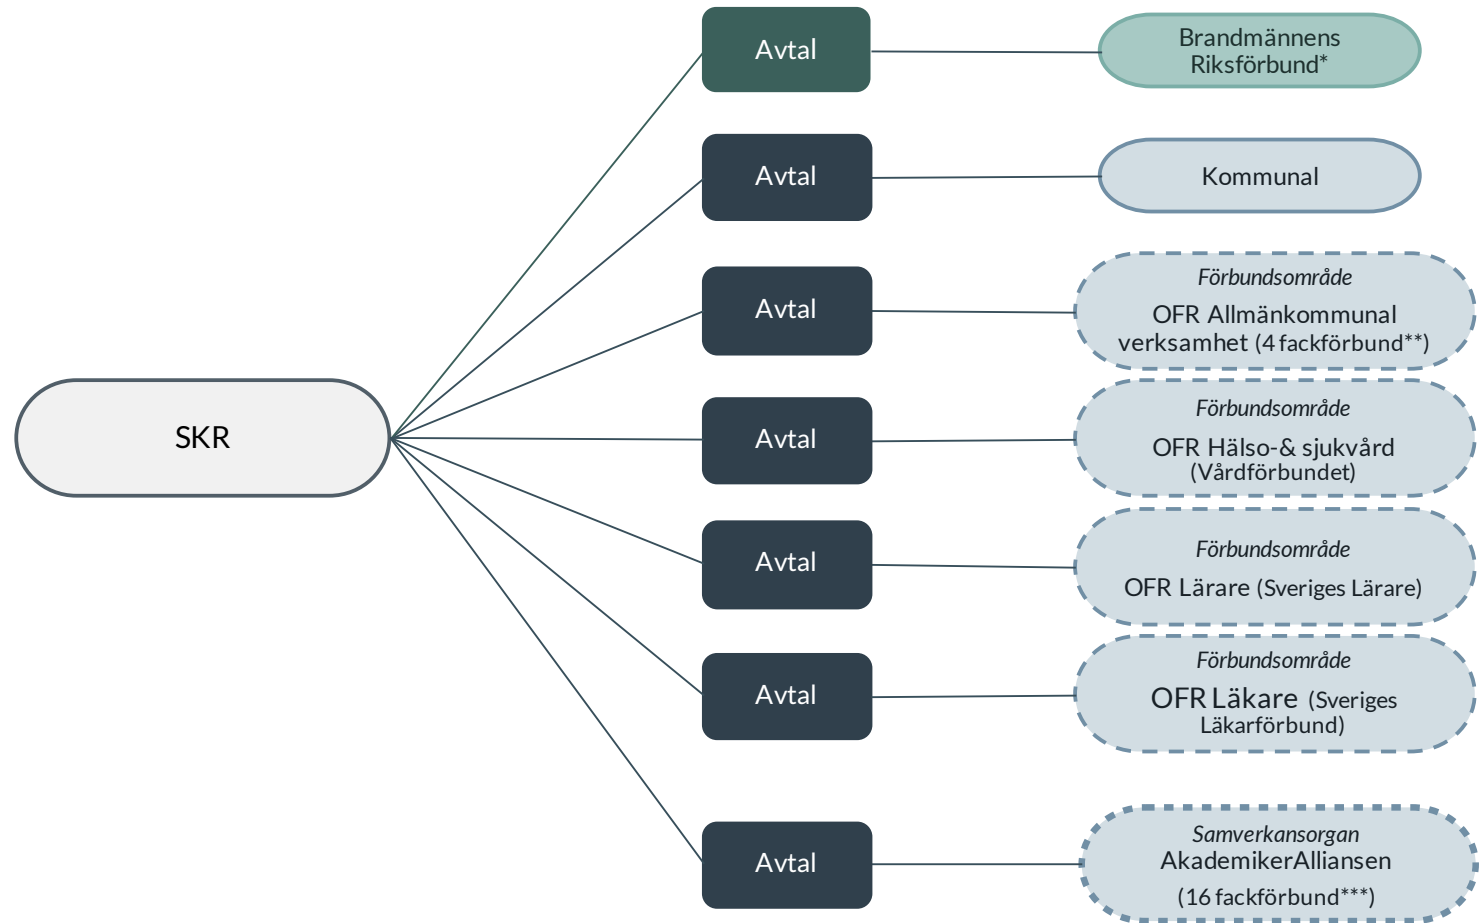 SKR
Avtal
Brandmännens
Riksförbund*
Avtal
Kommunal
Avtal
Förbundsområde
OFR Allmänkommunal
verksamhet (4 fackförbund**)
Avtal
Förbundsområde
OFR Hälso-& sjukvård
(Vårdförbundet)
Avtal
Förbundsområde
OFR Lärare (Sveriges Lärare)
Avtal
Förbundsområde
OFR Läkare (Sveriges
Läkarförbund)
Avtal
Samverkansorgan
AkademikerAlliansen
(16 fackförbund***)